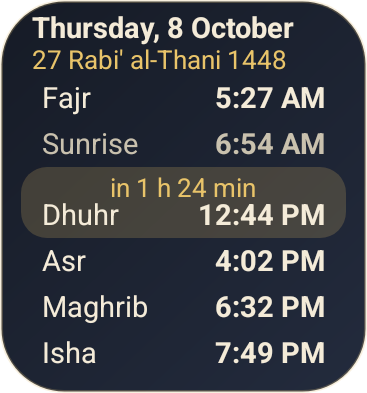 Thursday, 8 October
27 Rabi' al-Thani 1448
Fajr 5:27 AM
Sunrise 6:54 AM
in 1 h 24 min
Dhuhr 12:44 PM
Asr 4:02 PM
Maghrib 6:32 PM
Isha 7:49 PM